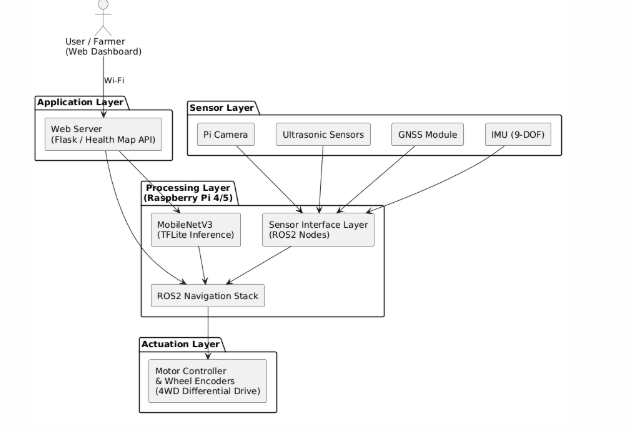 User / Farmer
(Web Dashboard)
Wi-Fi
Application Layer
Web Server
(Flask / Health Map API)
Sensor Layer
Pi Camera
Ultrasonic Sensors
GNSS Module
IMU (9-DOF)
Processing Layer
(Raspberry Pi 4/5)
MobileNetV3
(TFLite Inference)
Sensor Interface Layer
(ROS2 Nodes)
ROS2 Navigation Stack
Actuation Layer
Motor Controller
& Wheel Encoders
(4WD Differential Drive)